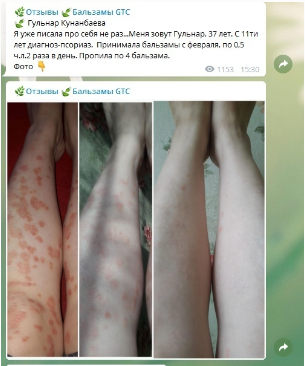 Отзывы Бальзамы GTC
Гульнар Кунанбаева
Я уже писала про себя не раз...Меня зовут Гульнар, 37 лет. С 11ти
лет диагноз-псориаз. Принимала бальзамы с февраля. по 0.5
ч.л.2 раза в день. Пропила по 4 бальзама.
Фото
1153 15:30
Отзывы Бальзамы GTC